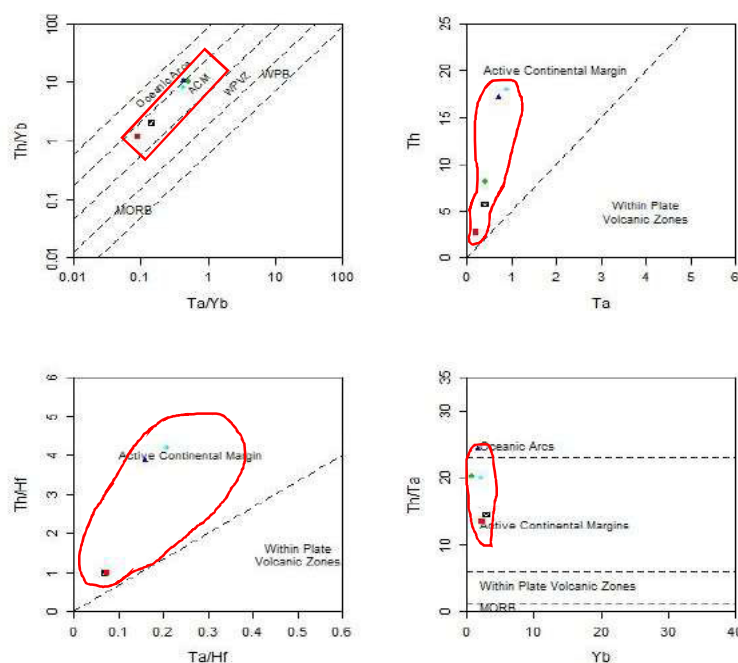 100
10
1
0.1
0.01
Th/Yb
Oceanic Arcs
ACM
WPVZ
WPB
MORB
0.01
0.1
1
10
100
Ta/Yb
25
20
15
10
5
0
Th
Active Continental Margin
Within Plate
Volcanic Zones
0
1
2
3
4
5
6
Ta
6
5
4
3
2
1
0
Th/Hf
Active Continental Margin
Within Plate
Volcanic Zones
0
0.1
0.2
0.3
0.4
0.6
Ta/Hf
35
30
20
10
0
Th/Ta
Oceanic Arcs
Active Continental Margins
Within Plate Volcanic Zones
MORB
0
10
20
30
40
Yb